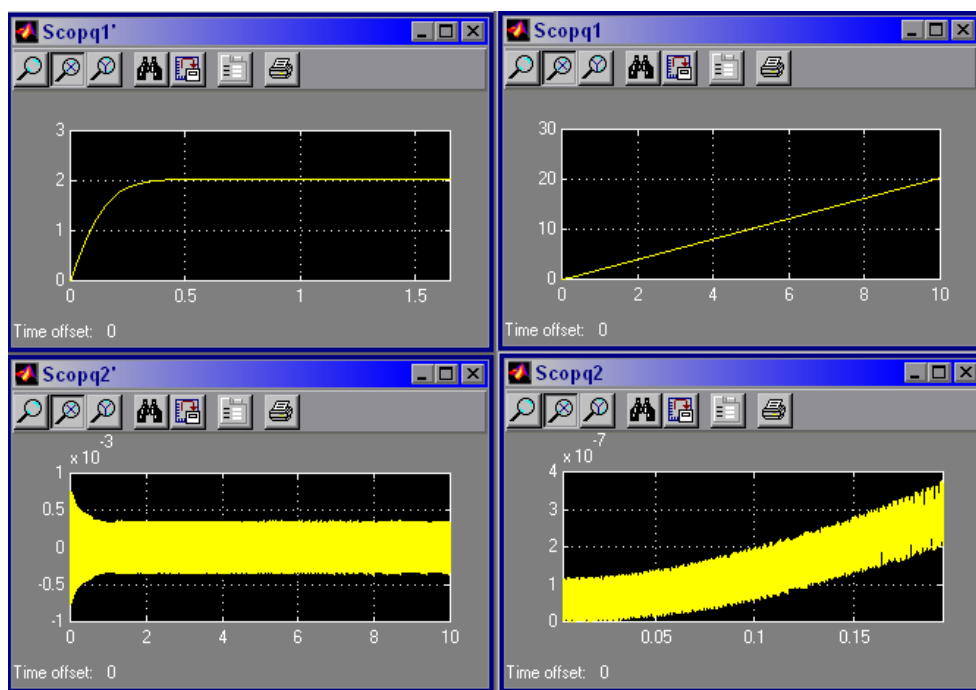 Scopq1'
3
2
1
0
0 0.5 1 1.5
Time offset: 0
Scopq1
30
20
10
0
0 2 4 6 8 10
Time offset: 0
Scopq2'
x 10 -3
1
0.5
0
-0.5
-1
0 2 4 6 8 10
Time offset: 0
Scopq2
x 10 -7
4
3
2
1
0
0.05 0.1 0.15
Time offset: 0